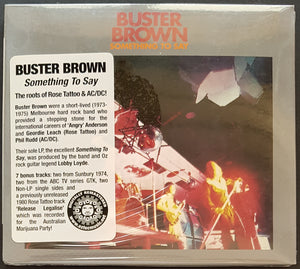 BUSTER
BROWN
SOMETHING TO SAY
BUSTER BROWN
Something To Say
The roots of Rose Tattoo & AC/DC!
Buster Brown were a short-lived (1973-
1975) Melbourne hard rock band who
provided a stepping stone for the
international careers of 'Angry' Anderson
and Geordie Leach (Rose Tattoo) and
Phil Rudd (AC/DC).
Their sole LP, the excellent Something To
Say, was produced by the band and Oz
rock guitar legend Lobby Loyde.
7 bonus tracks: two from Sunbury 1974,
two from the ABC TV series GTK, two
Non-LP single sides and
a previously unreleased
1980 Rose Tattoo track
'Release Legalise' which
was recorded for the
Australian
Marijuana Party!